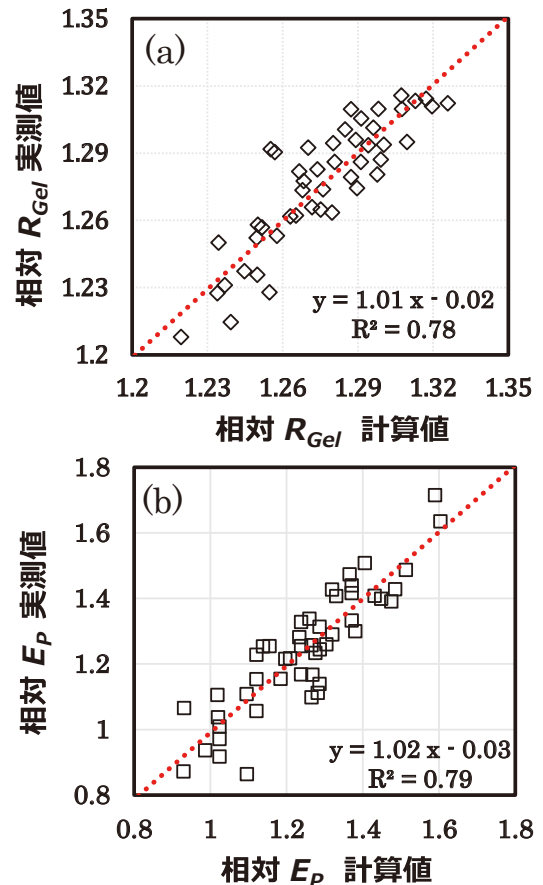 (a)
相対 R_Gel 実測値
1.35
1.32
1.29
1.26
1.23
1.2
y = 1.01 x - 0.02
R² = 0.78
1.2 1.23 1.26 1.29 1.32 1.35
相対 R_Gel 計算値
(b)
相対 E_P 実測値
1.8
1.6
1.4
1.2
1
0.8
y = 1.02 x - 0.03
R² = 0.79
0.8 1 1.2 1.4 1.6 1.8
相対 E_P 計算値